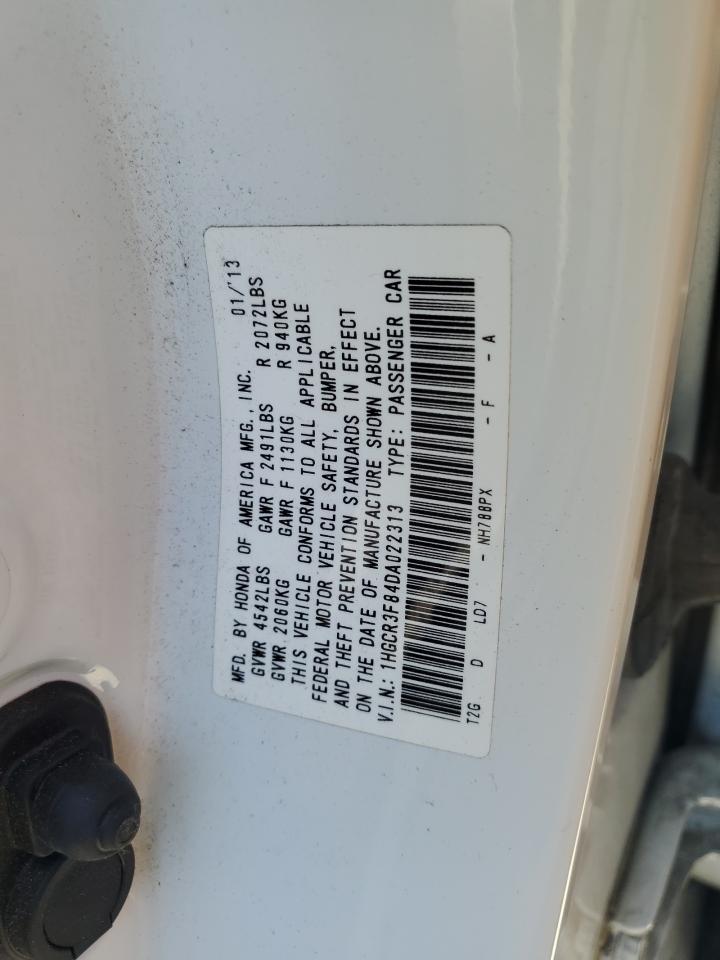 MFD. BY HONDA OF AMERICA MFG., INC. 01/'13
GVWR 4542LBS GAWR F 2491LBS R 2072LBS
GVWR 2060KG GAWR F 1130KG R 940KG
THIS VEHICLE CONFORMS TO ALL APPLICABLE
FEDERAL MOTOR VEHICLE SAFETY, BUMPER,
AND THEFT PREVENTION STANDARDS IN EFFECT
ON THE DATE OF MANUFACTURE SHOWN ABOVE.
V.I.N.: 1HGCR3F84DA022313 TYPE: PASSENGER CAR
T2G D LD7 - NH788PX - F - A